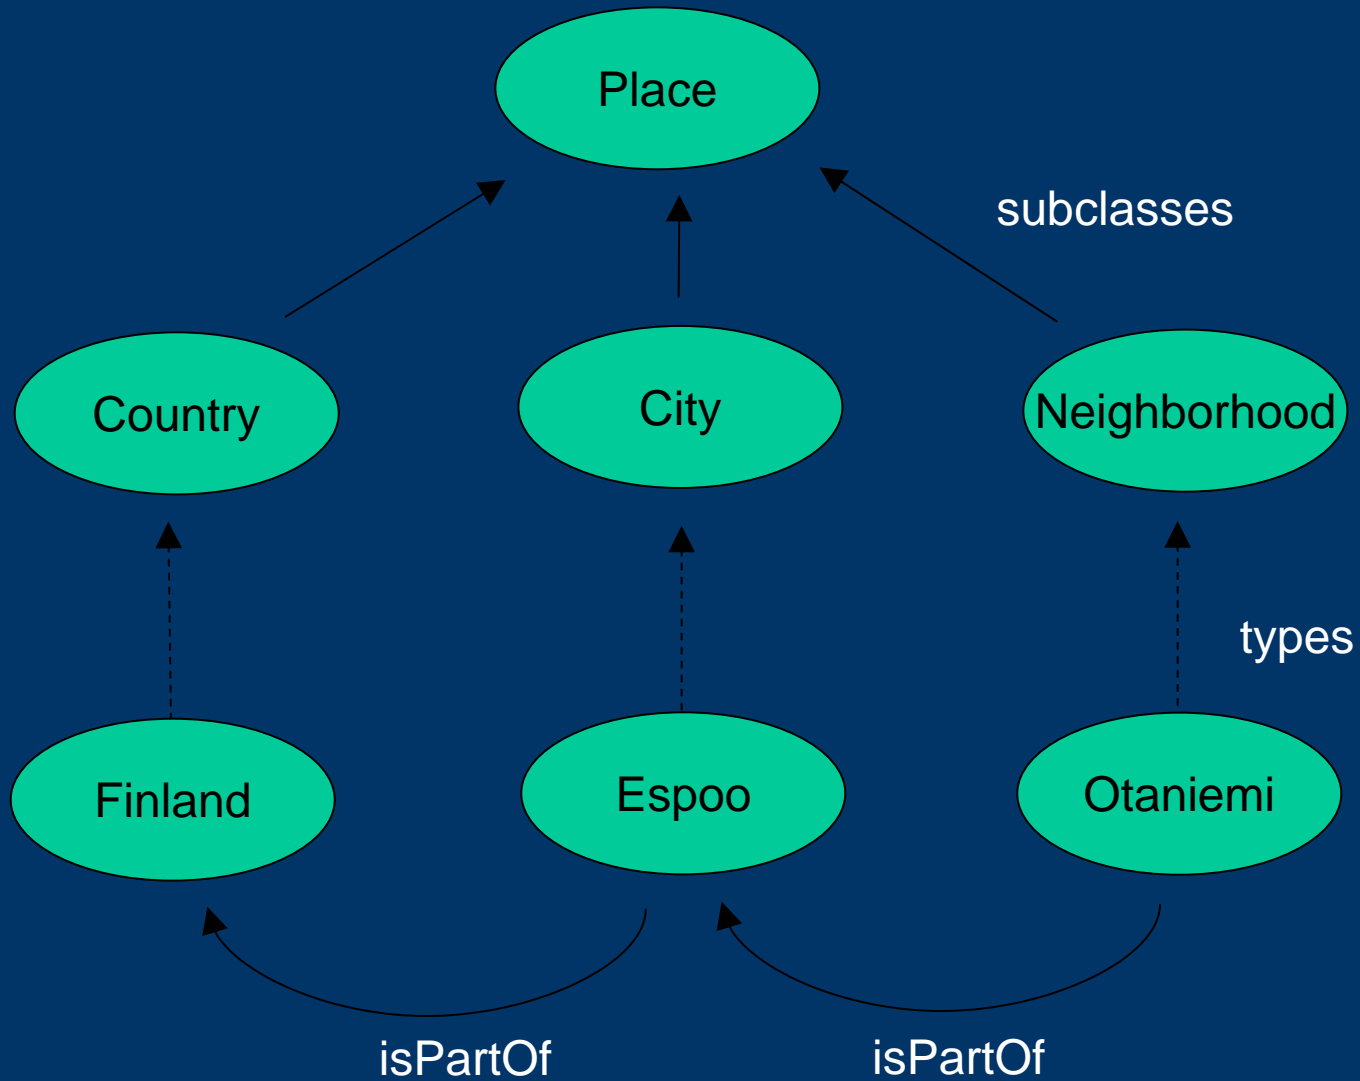 Place
subclasses
Country
City
Neighborhood
types
Finland
Espoo
Otaniemi
isPartOf
isPartOf